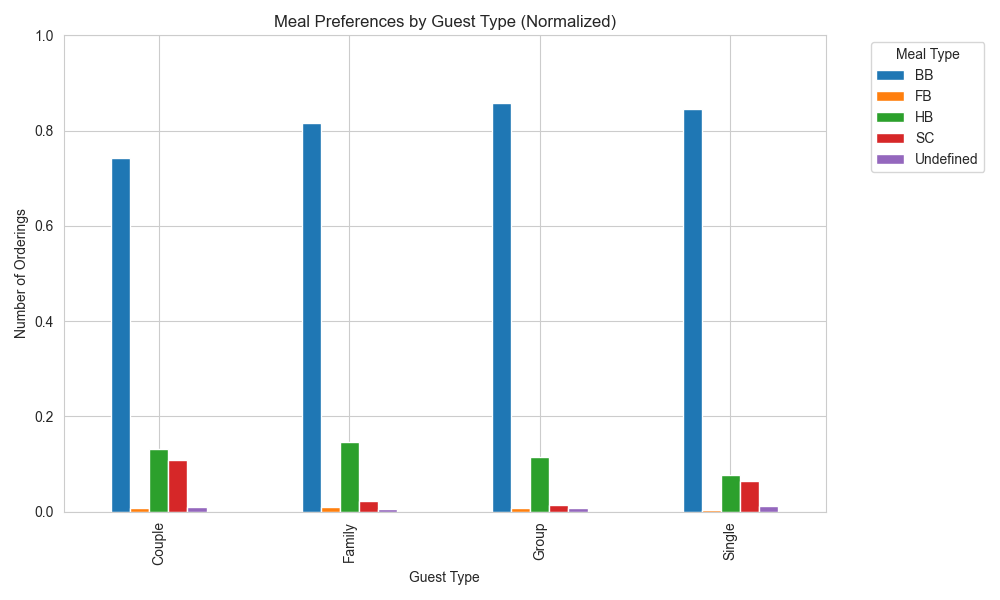 Meal Preferences by Guest Type (Normalized)
Number of Orderings
1.0
0.8
0.6
0.4
0.2
0.0
Couple
Family
Group
Single
Guest Type
Meal Type
BB
FB
HB
SC
Undefined